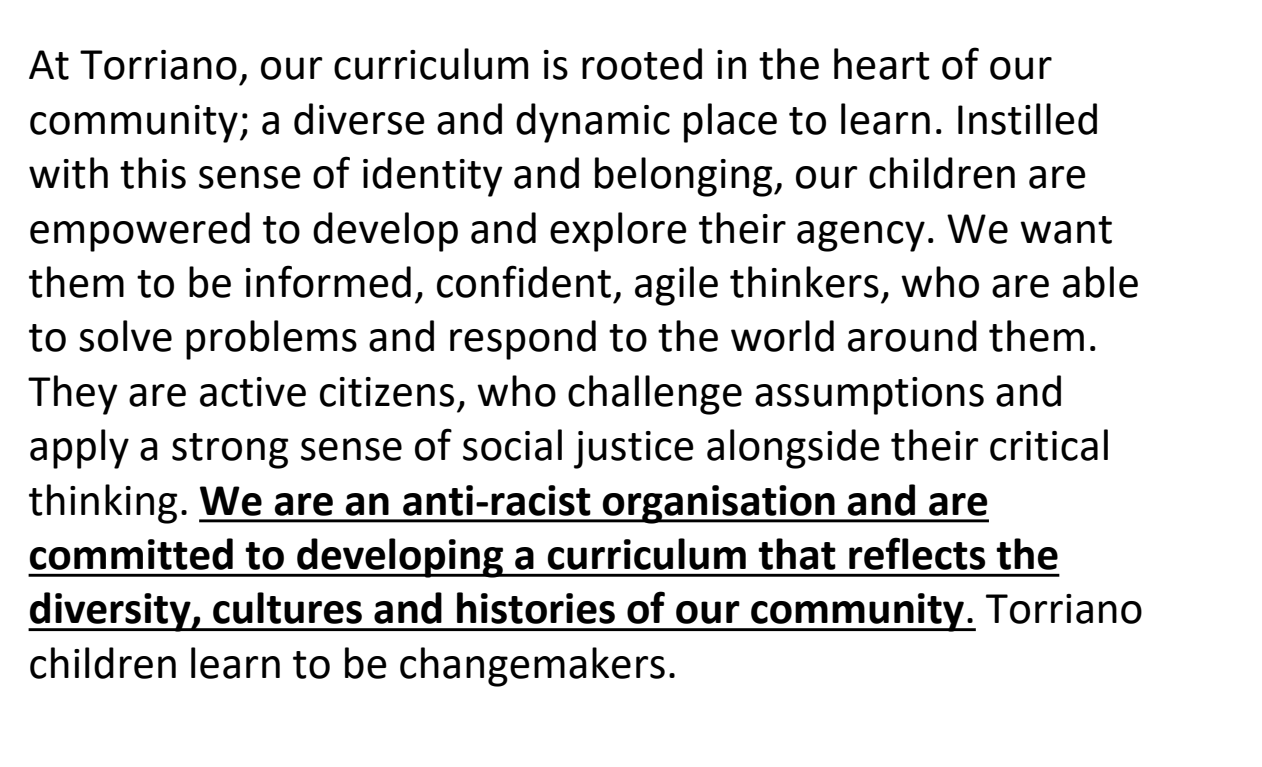 At Torriano, our curriculum is rooted in the heart of our
community; a diverse and dynamic place to learn. Instilled
with this sense of identity and belonging, our children are
empowered to develop and explore their agency. We want
them to be informed, confident, agile thinkers, who are able
to solve problems and respond to the world around them.
They are active citizens, who challenge assumptions and
apply a strong sense of social justice alongside their critical
thinking. We are an anti-racist organisation and are
committed to developing a curriculum that reflects the
diversity, cultures and histories of our community. Torriano
children learn to be changemakers.